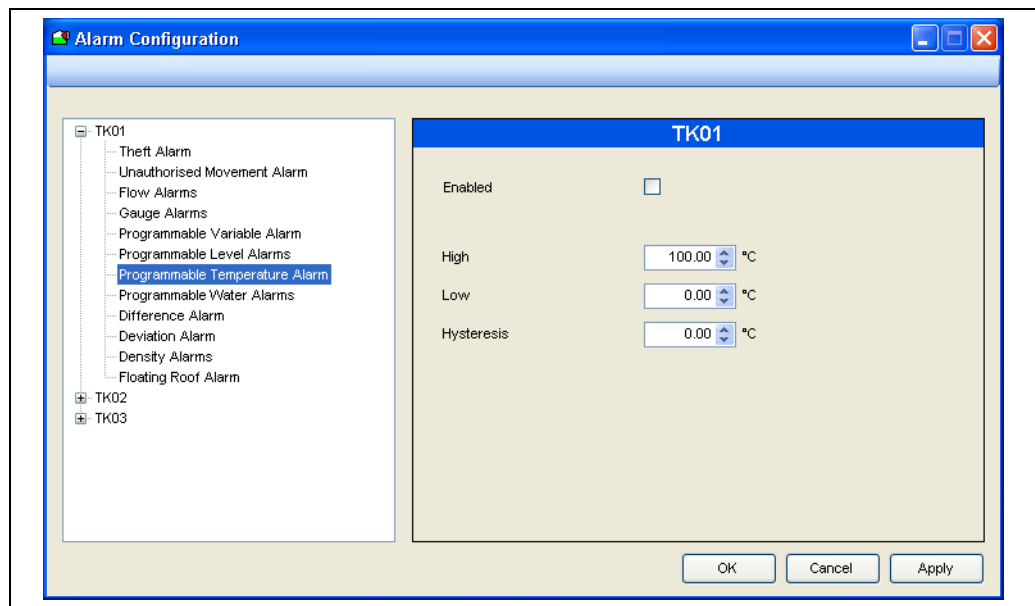 Alarm Configuration
TK01
Theft Alarm
Unauthorised Movement Alarm
Flow Alarms
Gauge Alarms
Programmable Variable Alarm
Programmable Level Alarms
Programmable Temperature Alarm
Programmable Water Alarms
Difference Alarm
Deviation Alarm
Density Alarms
Floating Roof Alarm
TK02
TK03
TK01
Enabled
High 100.00 °C
Low 0.00 °C
Hysteresis 0.00 °C
OK Cancel Apply